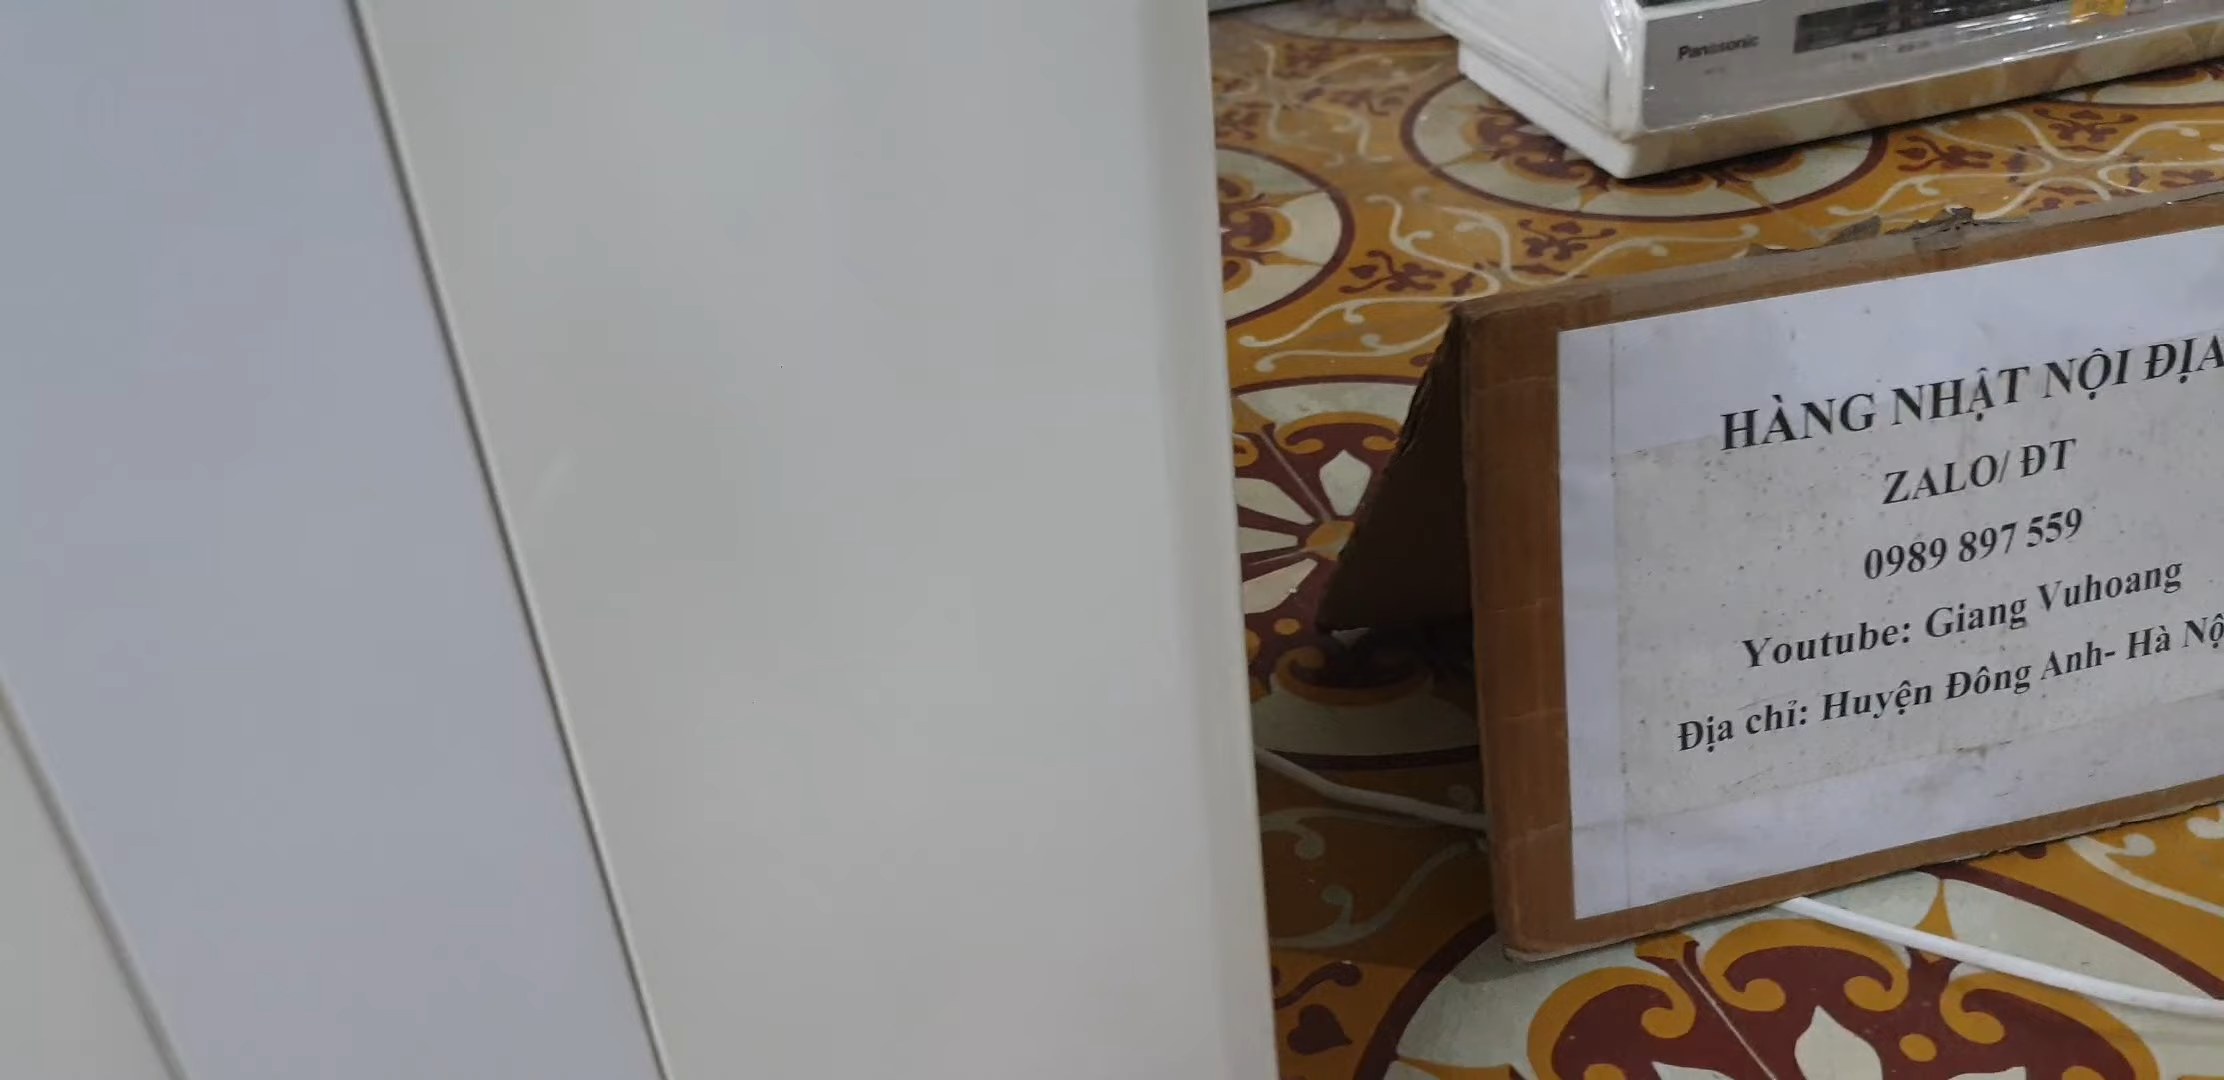 Panasonic
HÀNG NHẬT NỘI ĐỊA
ZALO/ ĐT
0989 897 559
Youtube: Giang Vuhoang
Địa chỉ: Huyện Đông Anh- Hà Nộ